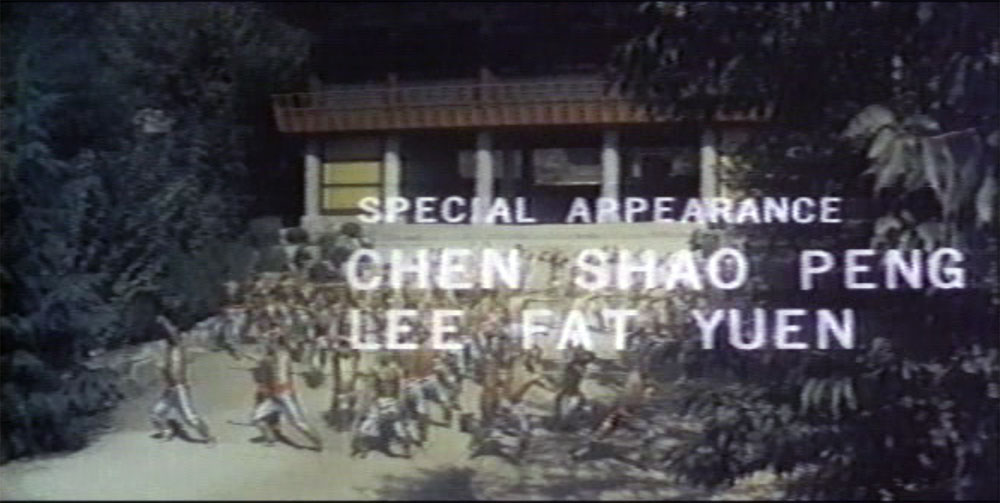 SPECIAL APPEARANCE
CHEN SHAO PENG
LEE FAT YUEN